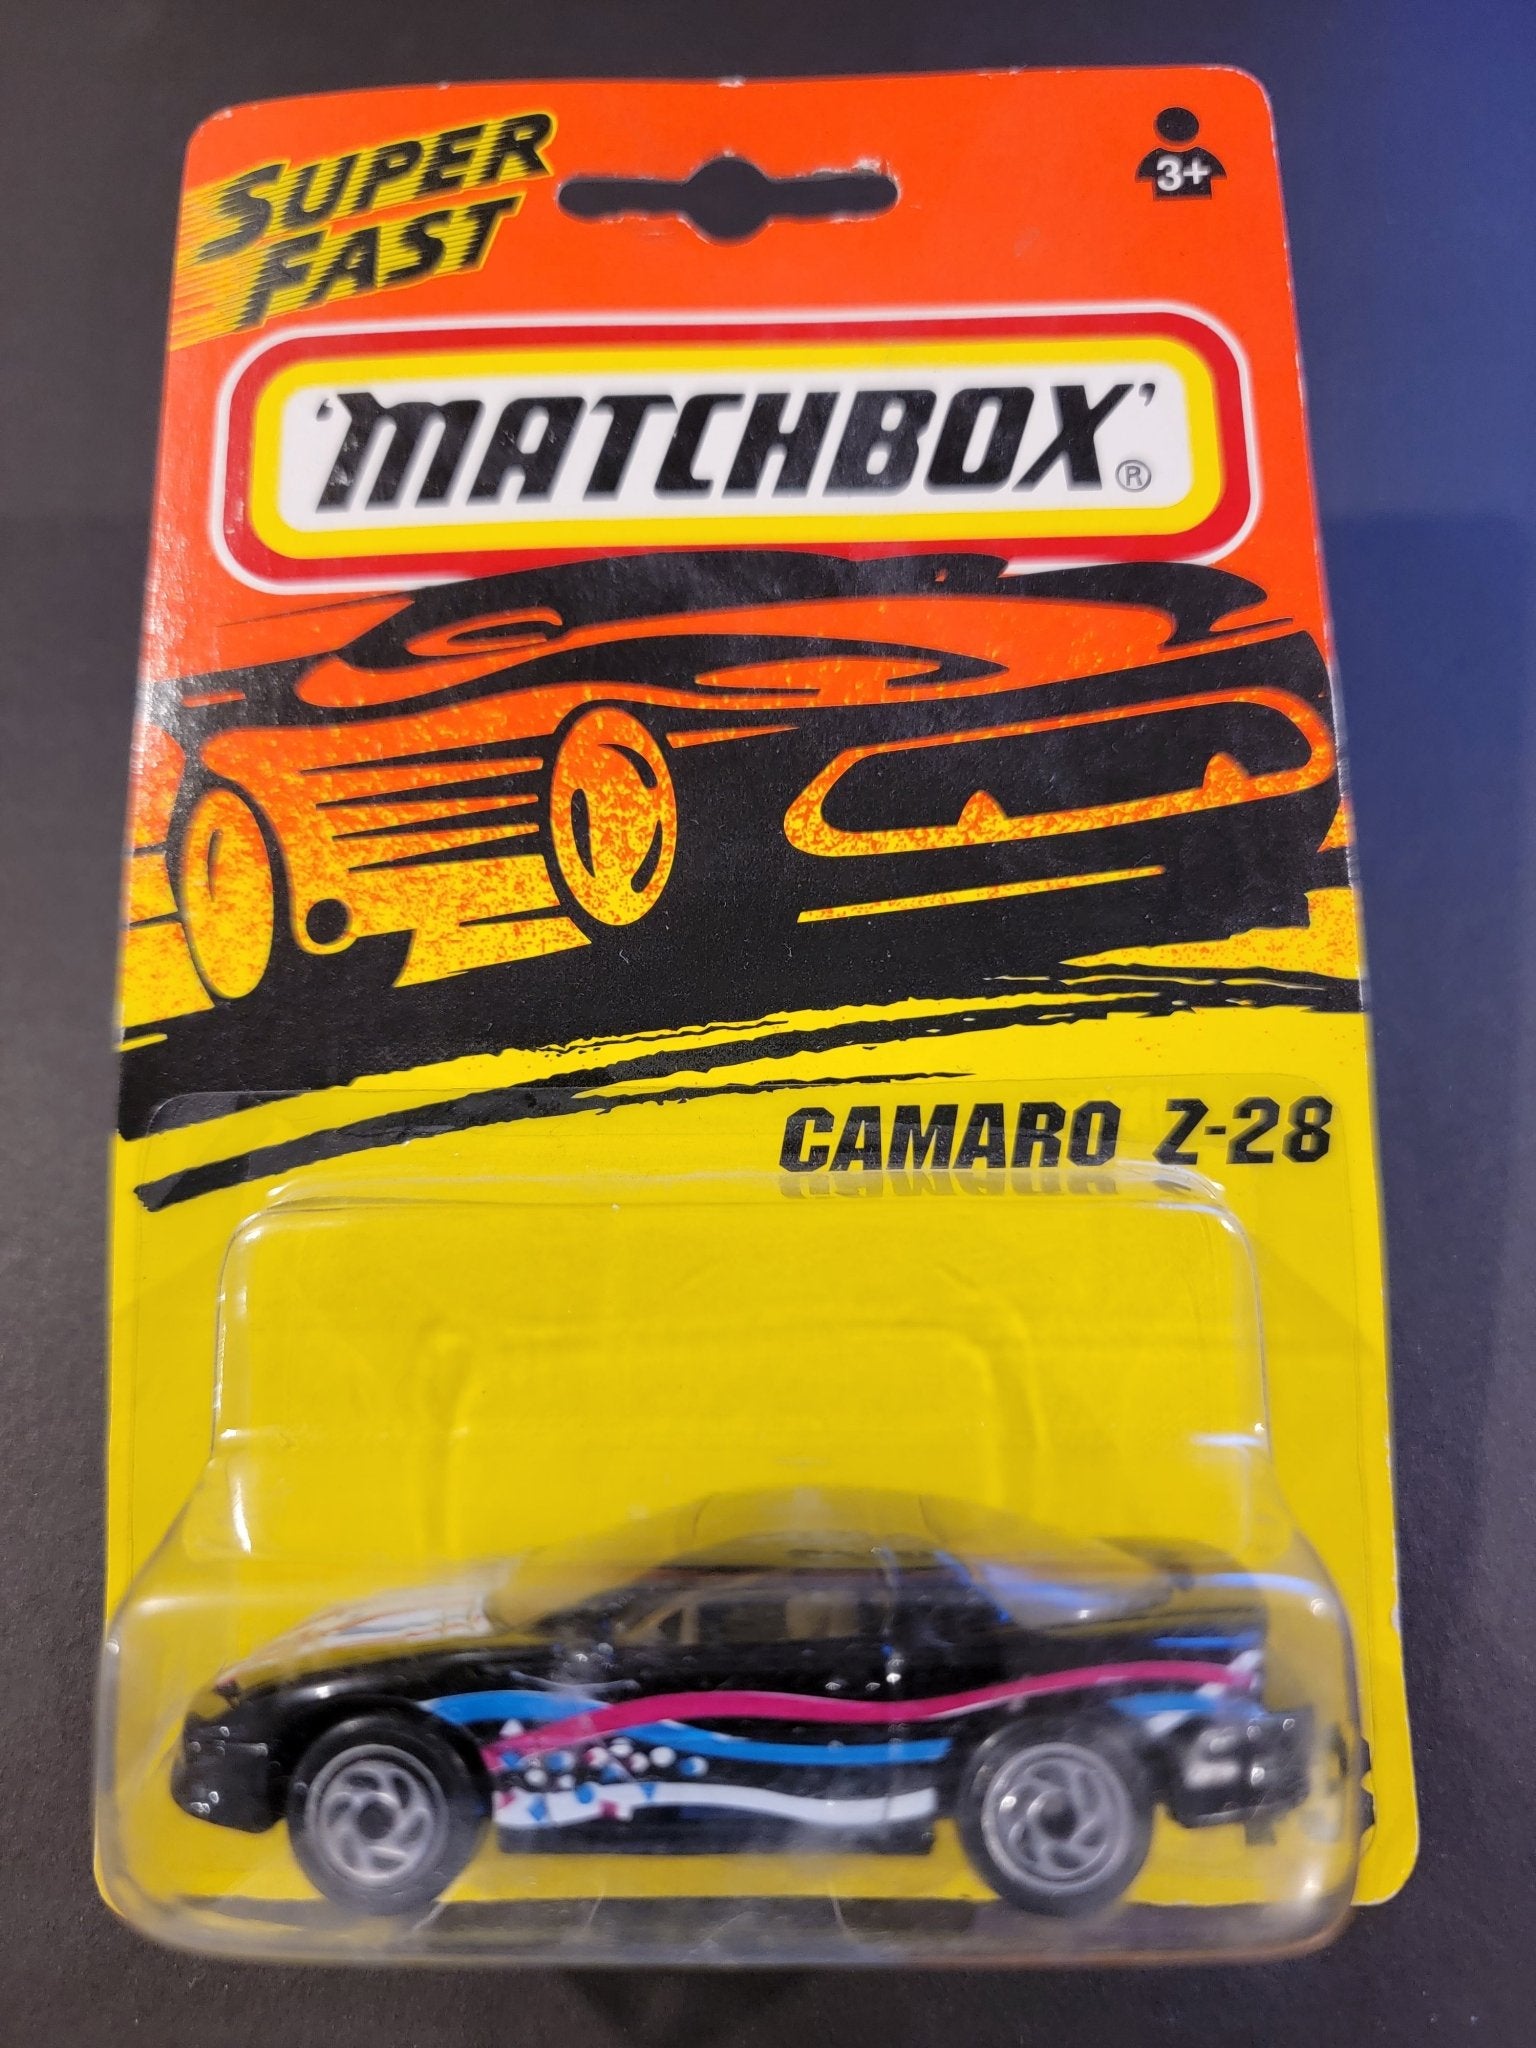 SUPER
FAST
3+
'MATCHBOX'®
CAMARO Z-28